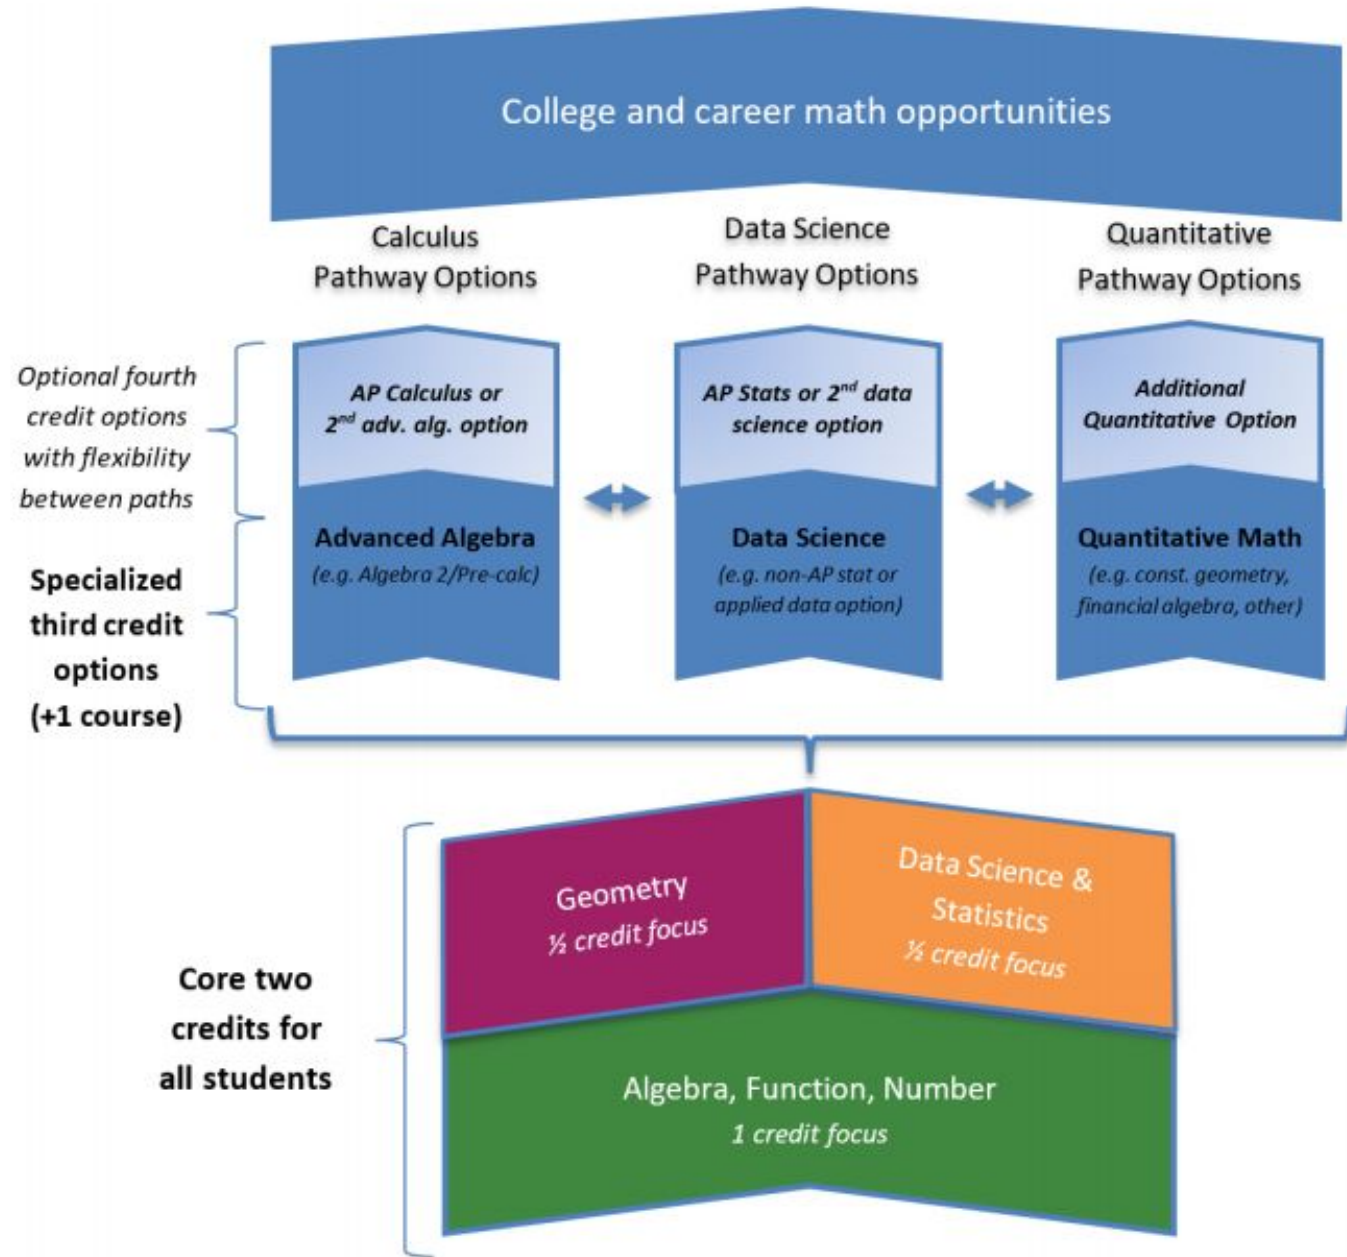 College and career math opportunities
Calculus
Pathway Options
Data Science
Pathway Options
Quantitative
Pathway Options
Optional fourth
credit options
with flexibility
between paths
AP Calculus or
2nd adv. alg. option
AP Stats or 2nd data
science option
Additional
Quantitative Option
Specialized
third credit
options
(+1 course)
Advanced Algebra
(e.g. Algebra 2/Pre-calc)
Data Science
(e.g. non-AP stat or
applied data option)
Quantitative Math
(e.g. const. geometry,
financial algebra, other)
Core two
credits for
all students
Geometry
½ credit focus
Data Science &
Statistics
½ credit focus
Algebra, Function, Number
1 credit focus